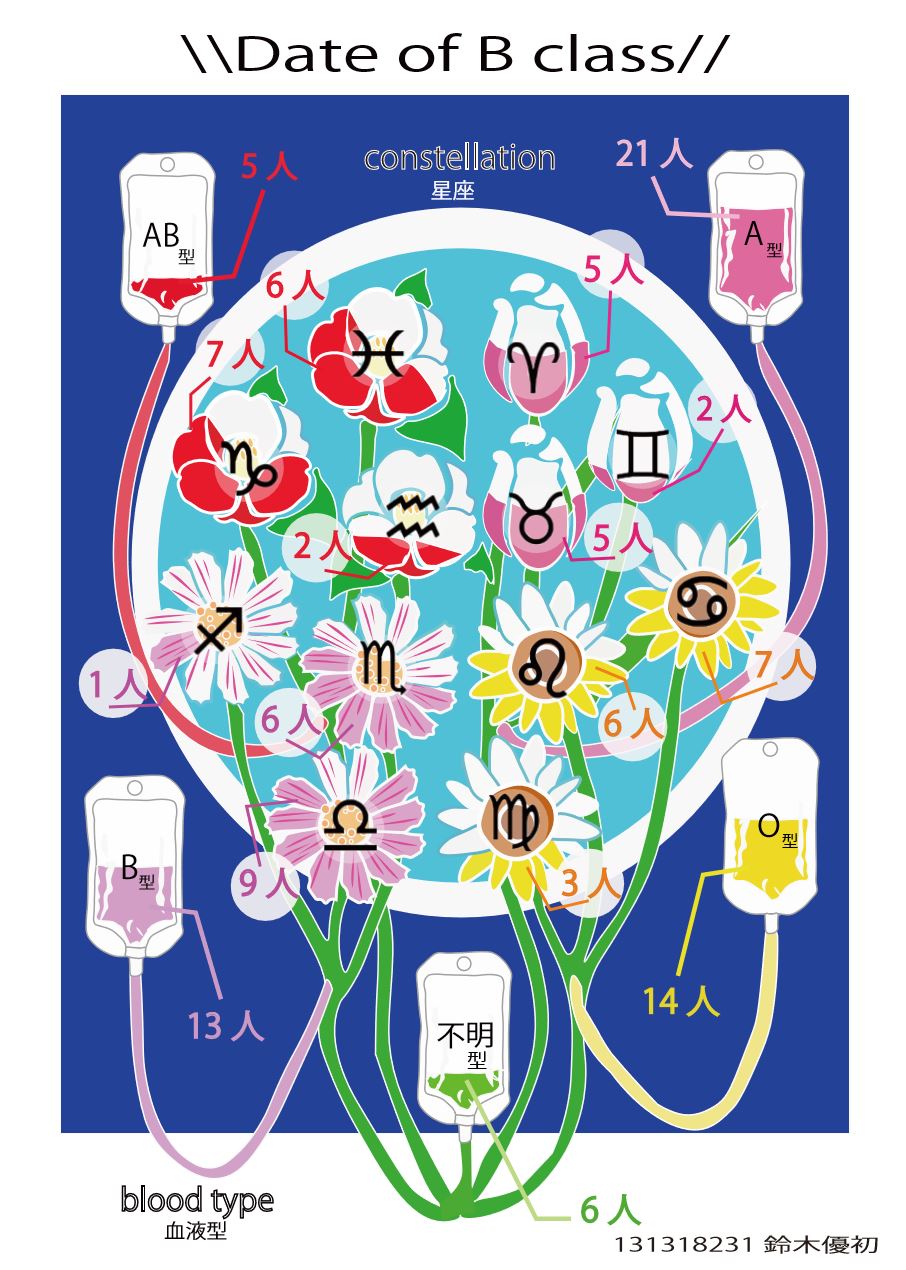 \\Date of B class//
constellation
星座
5人
21人
AB型
A型
6人
5人
7人
2人
♓
♈
♊
♑
♒
♉
2人
5人
♐
♏
♌
♋
1人
6人
6人
7人
♎
♍
9人
3人
B型
O型
13人
14人
不明型
6人
blood type
血液型
131318231 鈴木優初